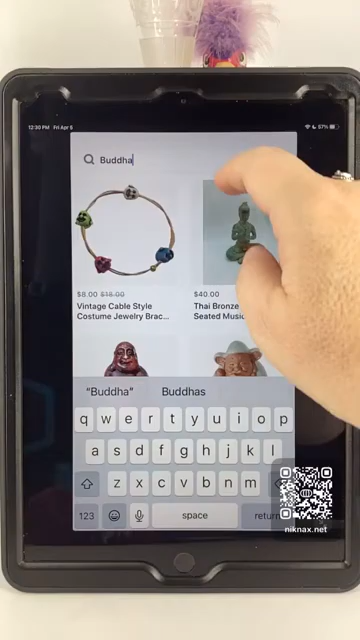 12:30 PM Fri Apr 5
57%
Buddha
$8.00 $18.00
Vintage Cable Style
Costume Jewelry Brac...
$40.00
Thai Bronze
Seated Music
"Buddha"
Buddhas
q w e r t y u i o p
a s d f g h j k l
z x c v b n m
123
space
return
niknax.net